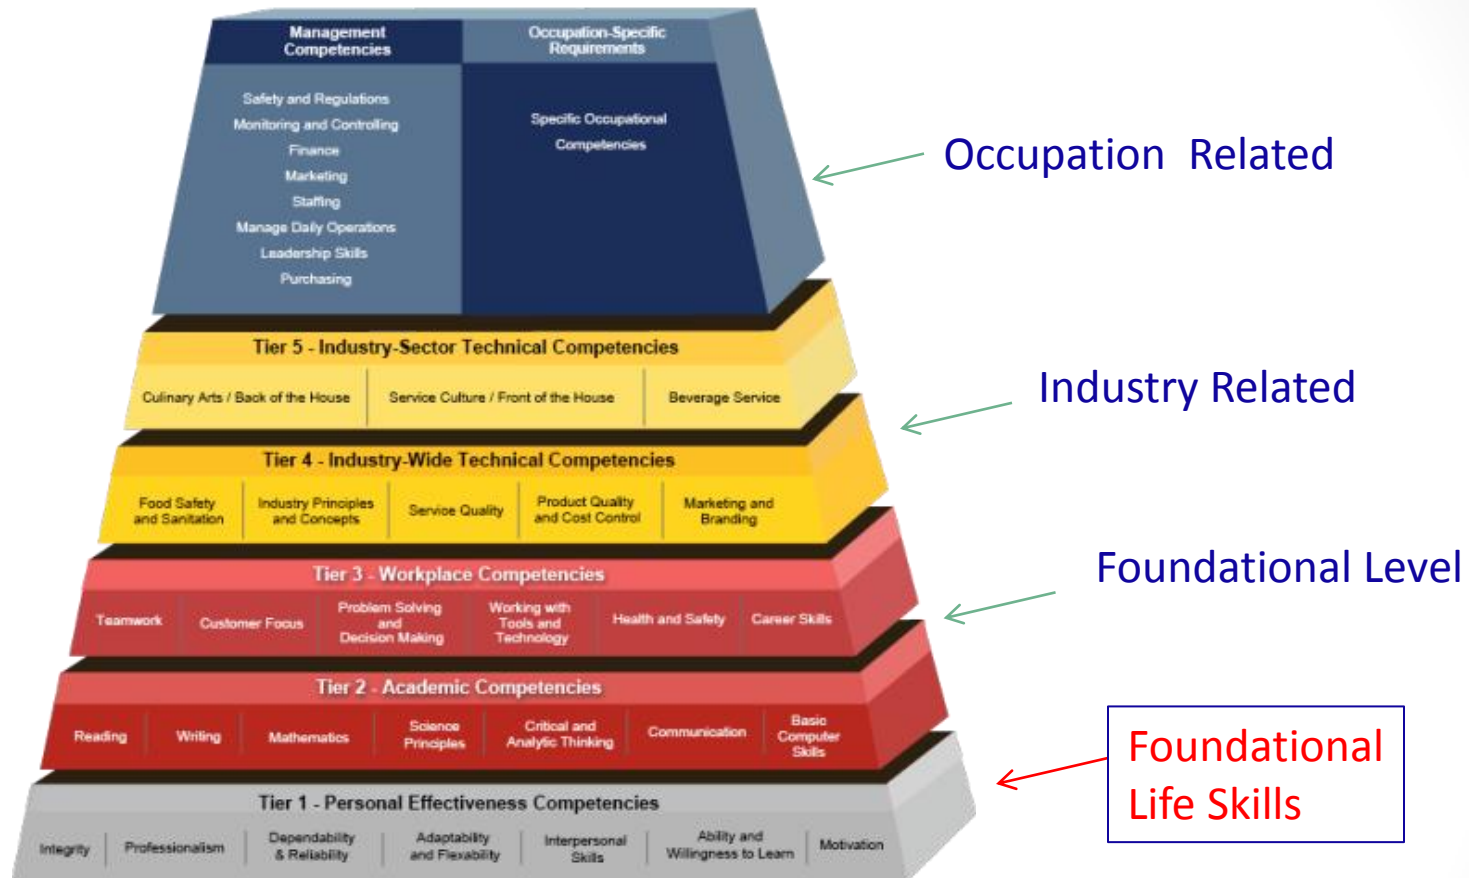 Management
Competencies
Occupation-Specific
Requirements
Safety and Regulations
Monitoring and Controlling
Finance
Marketing
Staffing
Manage Daily Operations
Leadership Skills
Purchasing
Specific Occupational
Competencies
Occupation Related
Tier 5 - Industry-Sector Technical Competencies
Culinary Arts / Back of the House
Service Culture / Front of the House
Beverage Service
Industry Related
Tier 4 - Industry-Wide Technical Competencies
Food Safety
and Sanitation
Industry Principles
and Concepts
Service Quality
Product Quality
and Cost Control
Marketing and
Branding
Tier 3 - Workplace Competencies
Teamwork
Customer Focus
Problem Solving
and
Decision Making
Working with
Tools and
Technology
Health and Safety
Career Skills
Foundational Level
Tier 2 - Academic Competencies
Reading
Writing
Mathematics
Science
Principles
Critical and
Analytic Thinking
Communication
Basic
Computer
Skills
Tier 1 - Personal Effectiveness Competencies
Integrity
Professionalism
Dependability
& Reliability
Adaptability
and Flexability
Interpersonal
Skills
Ability and
Willingness to Learn
Motivation
Foundational
Life Skills